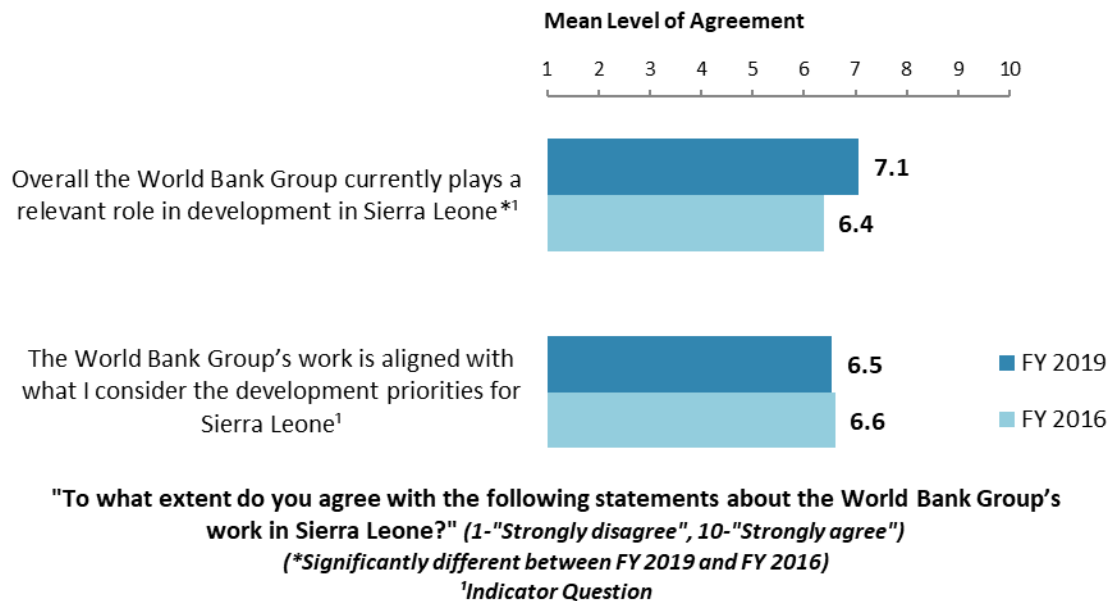 Mean Level of Agreement
1 2 3 4 5 6 7 8 9 10
Overall the World Bank Group currently plays a
relevant role in development in Sierra Leone*¹
7.1
6.4
The World Bank Group’s work is aligned with
what I consider the development priorities for
Sierra Leone¹
6.5
6.6
FY 2019
FY 2016
"To what extent do you agree with the following statements about the World Bank Group’s
work in Sierra Leone?" (1-"Strongly disagree", 10-"Strongly agree")
(*Significantly different between FY 2019 and FY 2016)
¹Indicator Question